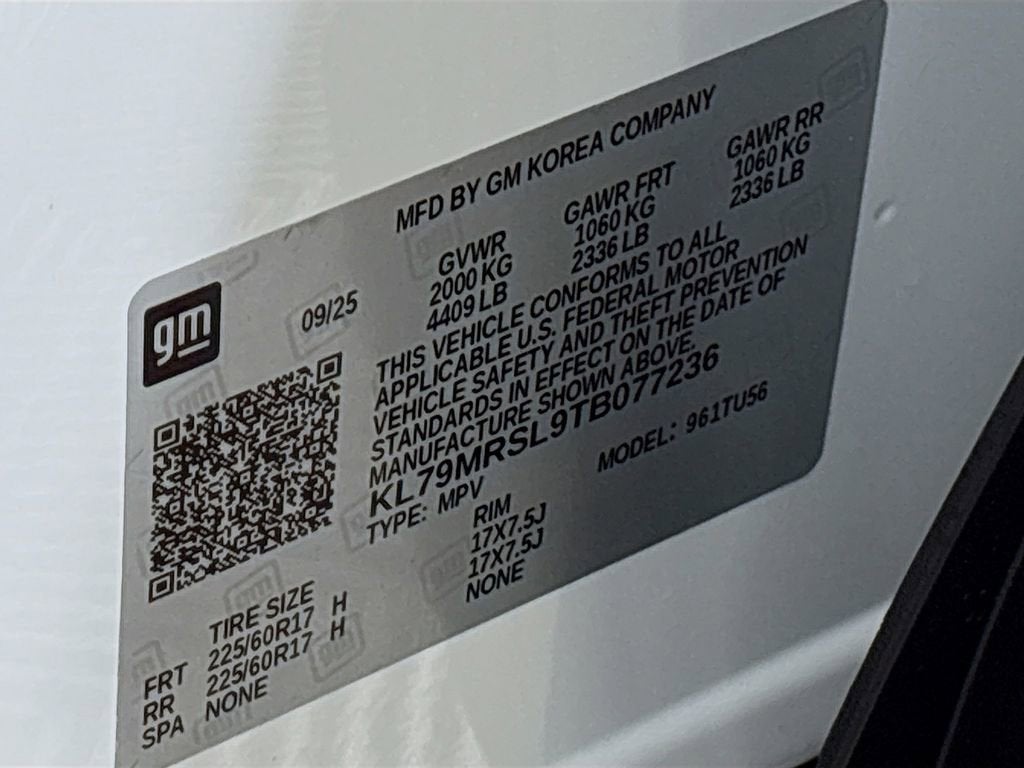 gm
09/25
MFD BY GM KOREA COMPANY
GVWR GAWR FRT GAWR RR
2000 KG 1060 KG 1060 KG
4409 LB 2336 LB 2336 LB
THIS VEHICLE CONFORMS TO ALL
APPLICABLE U.S. FEDERAL MOTOR
VEHICLE SAFETY AND THEFT PREVENTION
STANDARDS IN EFFECT ON THE DATE OF
MANUFACTURE SHOWN ABOVE.
KL79MRSL9TB077236
TYPE: MPV MODEL: 961TU56
TIRE SIZE RIM
FRT 225/60R17 H 17X7.5J
RR 225/60R17 H 17X7.5J
SPA NONE NONE